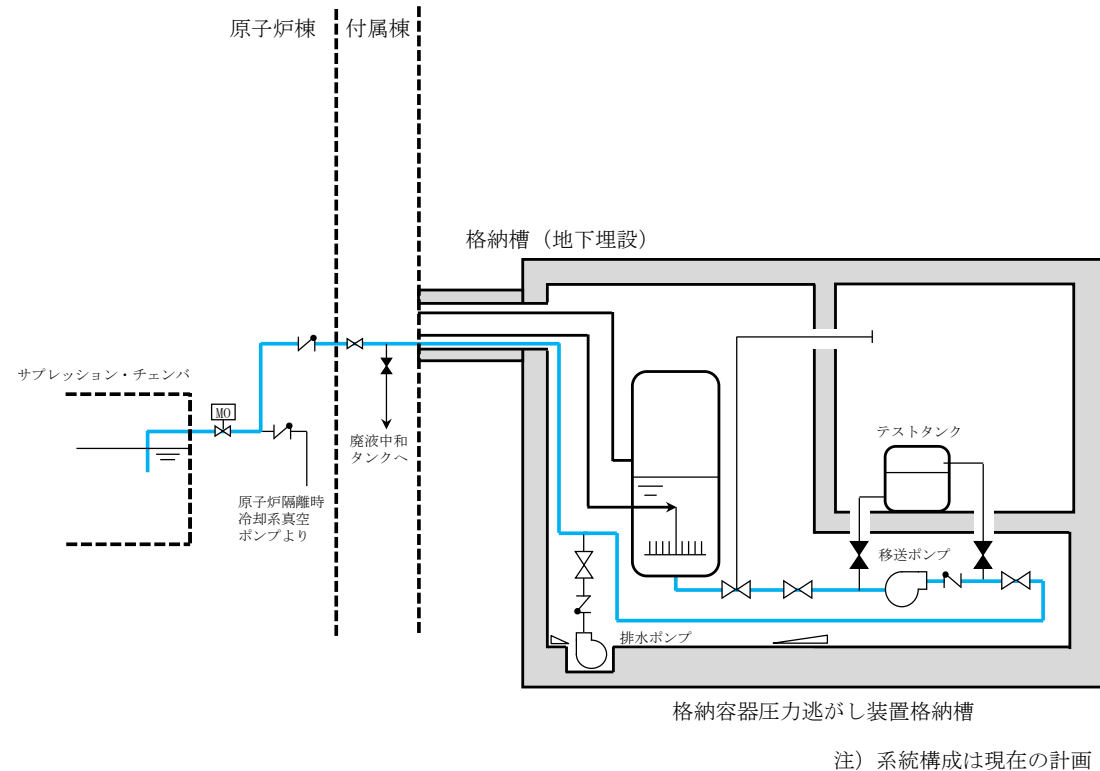 原子炉棟
付属棟
格納槽（地下埋設）
サプレッション・チェンバ
MO
廃液中和
タンクへ
原子炉隔離時
冷却系真空
ポンプより
テストタンク
移送ポンプ
排水ポンプ
格納容器圧力逃がし装置格納槽
注）系統構成は現在の計画